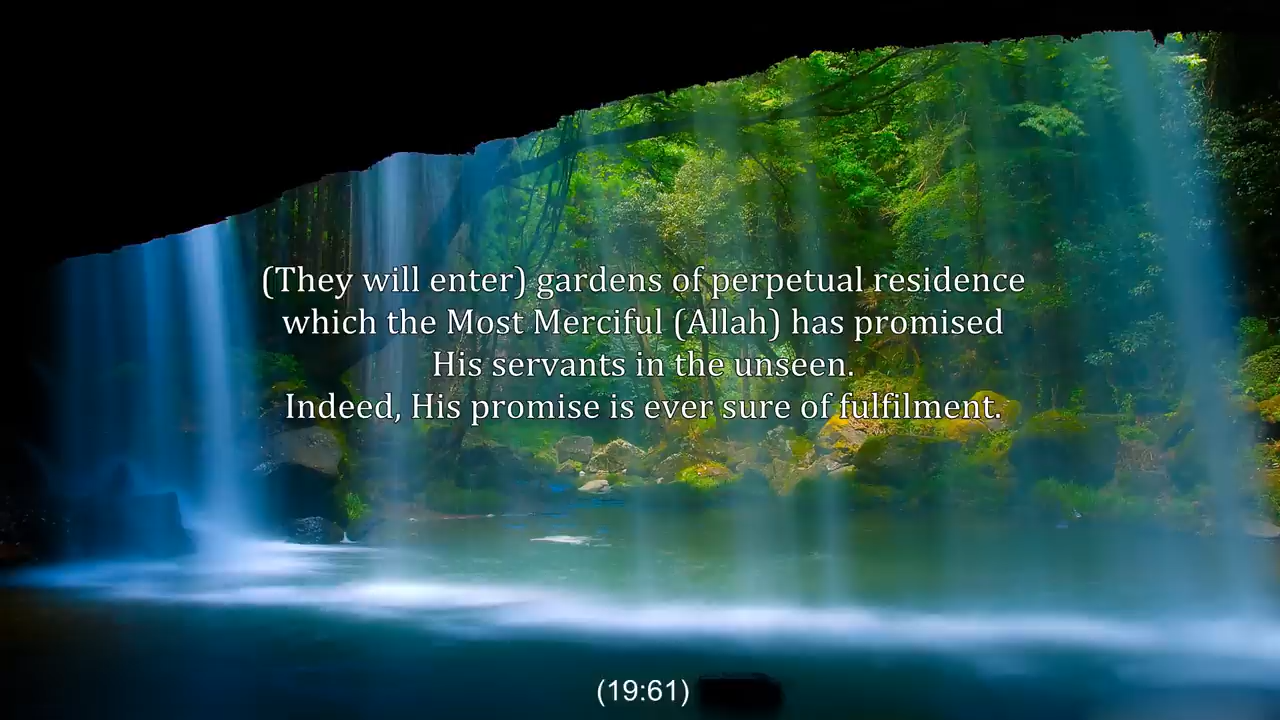 (They will enter) gardens of perpetual residence
which the Most Merciful (Allah) has promised
His servants in the unseen.
Indeed, His promise is ever sure of fulfilment.
(19:61)